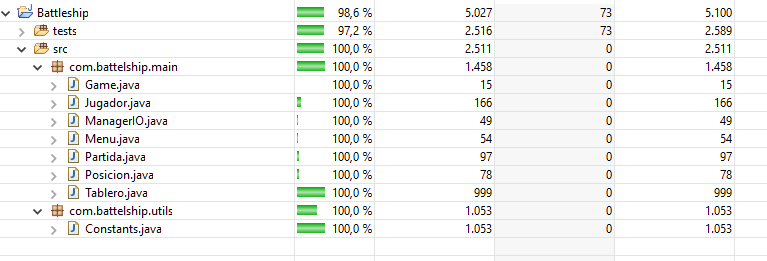 Battleship 98,6 % 5.027 73 5.100
tests 97,2 % 2.516 73 2.589
src 100,0 % 2.511 0 2.511
com.battelship.main 100,0 % 1.458 0 1.458
Game.java 100,0 % 15 0 15
Jugador.java 100,0 % 166 0 166
ManagerIO.java 100,0 % 49 0 49
Menu.java 100,0 % 54 0 54
Partida.java 100,0 % 97 0 97
Posicion.java 100,0 % 78 0 78
Tablero.java 100,0 % 999 0 999
com.battelship.utils 100,0 % 1.053 0 1.053
Constants.java 100,0 % 1.053 0 1.053